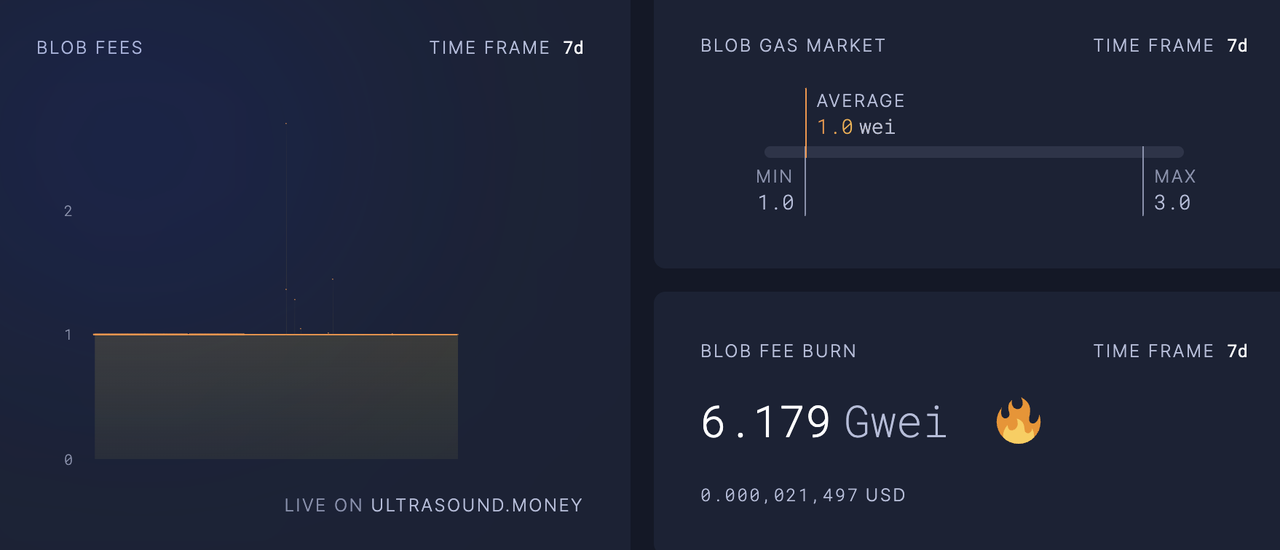 BLOB FEES TIME FRAME 7d
2
1
0
LIVE ON ULTRASOUND.MONEY
BLOB GAS MARKET TIME FRAME 7d
AVERAGE
1.0 wei
MIN MAX
1.0 3.0
BLOB FEE BURN TIME FRAME 7d
6.179 Gwei
0.000,021,497 USD